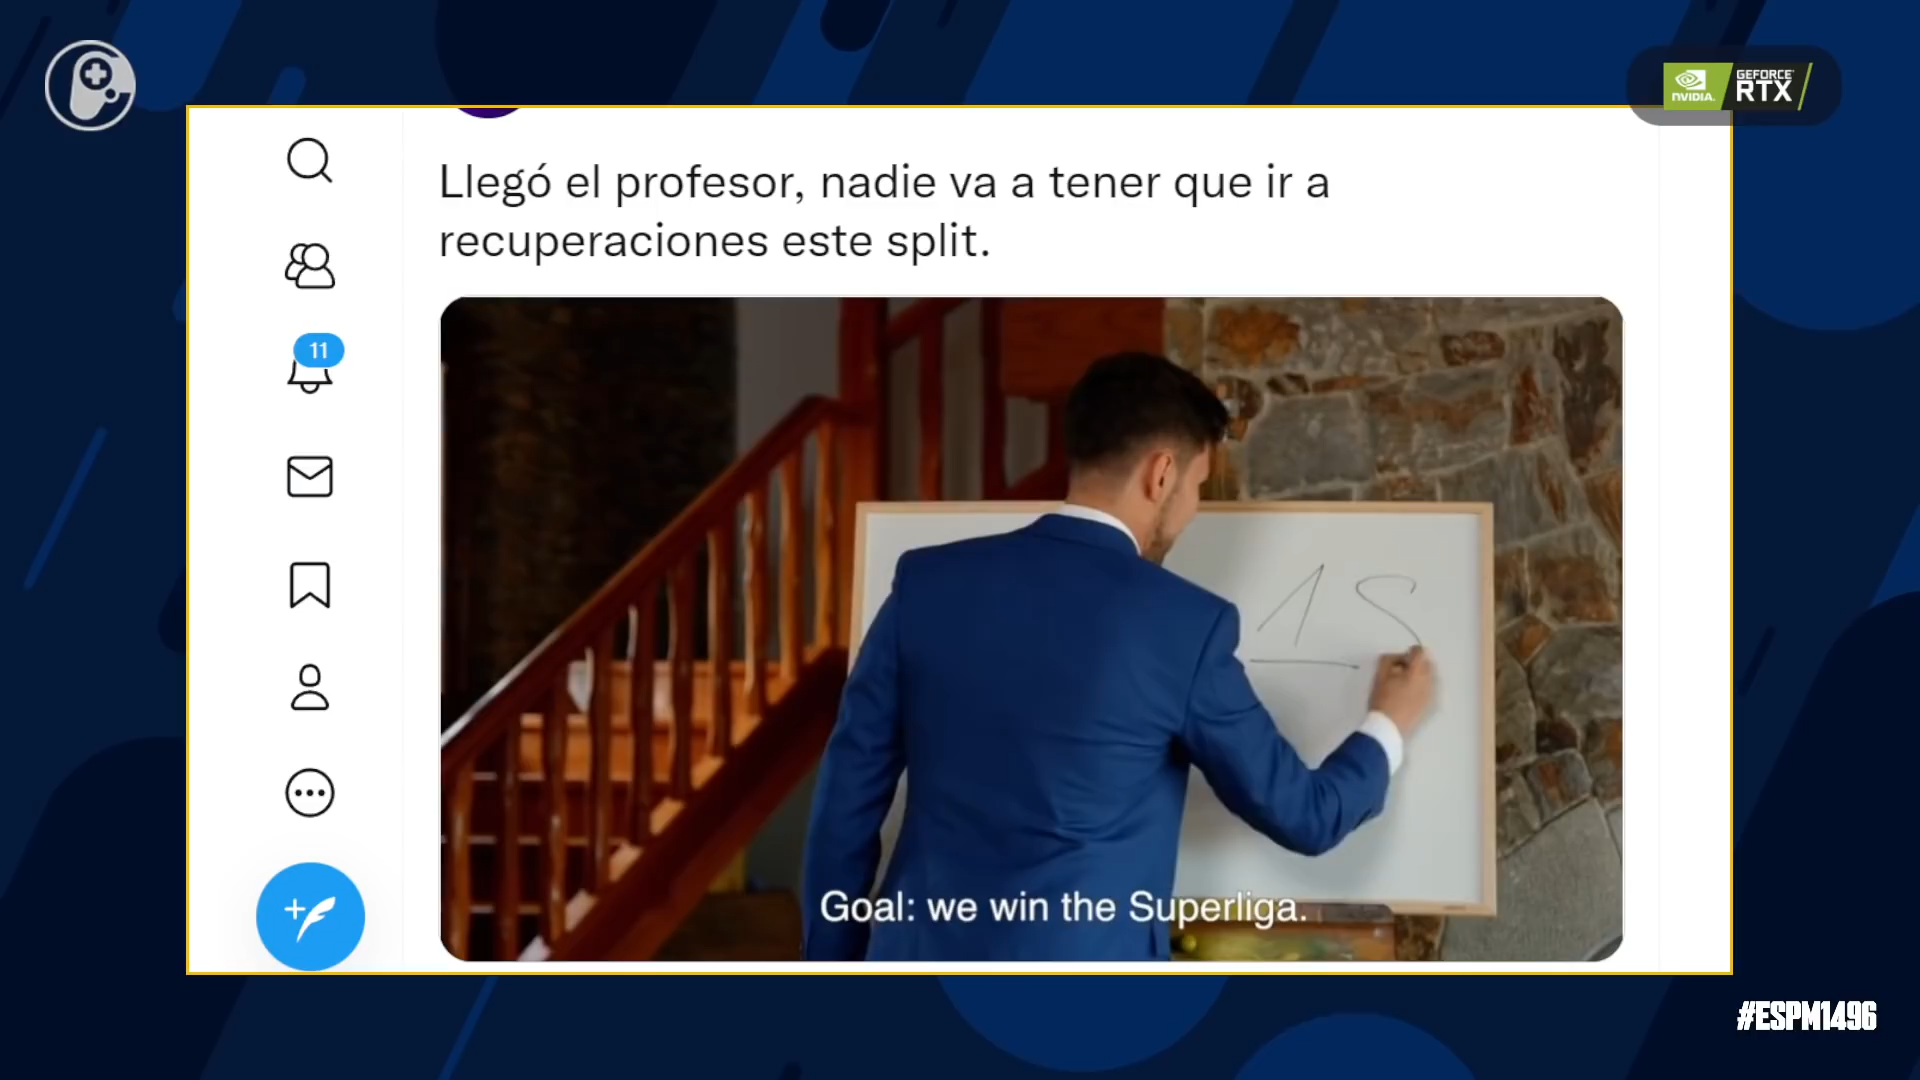 NVIDIA.
GEFORCE
RTX
Llegó el profesor, nadie va a tener que ir a
recuperaciones este split.
11
1 S
Goal: we win the Superliga.
#ESPM1496